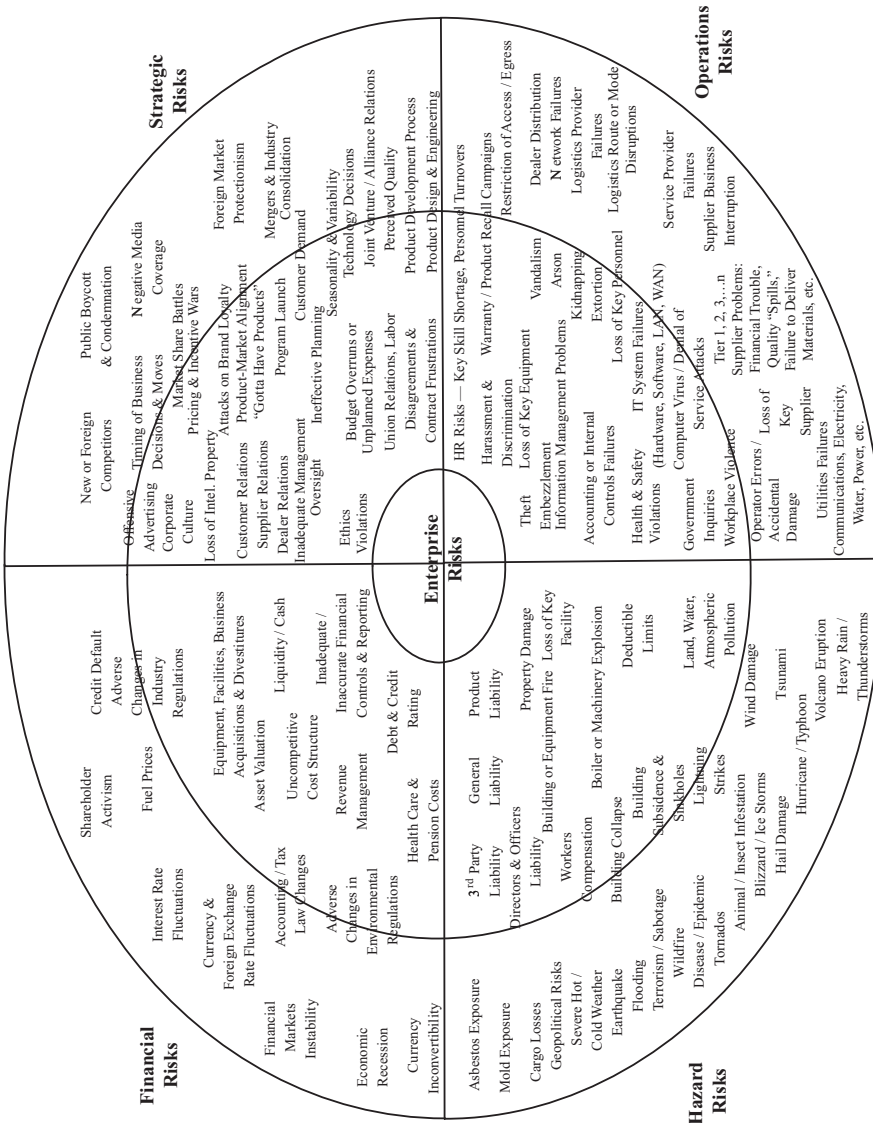 Financial
Risks
Strategic
Risks
Shareholder
Activism
Credit Default
Adverse
Changes in
Industry
Regulations
Fuel Prices
Interest Rate
Fluctuations
Currency &
Foreign Exchange
Rate Fluctuations
Equipment, Facilities, Business
Acquisitions & Divestitures
Asset Valuation
Liquidity / Cash
Accounting / Tax
Law Changes
Uncompetitive
Cost Structure
Inadequate /
Inaccurate Financial
Controls & Reporting
Financial
Markets
Instability
Adverse
Changes in
Environmental
Regulations
Revenue
Management
Debt & Credit
Rating
Economic
Recession
Currency
Inconvertibility
Health Care &
Pension Costs
New or Foreign
Competitors
Public Boycott
& Condemnation
Offensive
Advertising
Corporate
Culture
Timing of Business
Decisions & Moves
Negative Media
Coverage
Market Share Battles
Pricing & Incentive Wars
Loss of Intel. Property
Attacks on Brand Loyalty
Foreign Market
Protectionism
Customer Relations
Supplier Relations
Dealer Relations
Inadequate Management
Oversight
Product-Market Alignment
“Gotta Have Products”
Program Launch
Mergers & Industry
Consolidation
Customer Demand
Seasonality & Variability
Ineffective Planning
Technology Decisions
Joint Venture / Alliance Relations
Perceived Quality
Product Development Process
Product Design & Engineering
Ethics
Violations
Budget Overruns or
Unplanned Expenses
Union Relations, Labor
Disagreements &
Contract Frustrations
Enterprise
Risks
Asbestos Exposure
Mold Exposure
Cargo Losses
Geopolitical Risks
Severe Hot /
Cold Weather
Earthquake
Flooding
Terrorism / Sabotage
Wildfire
Disease / Epidemic
Tornados
Animal / Insect Infestation
Blizzard / Ice Storms
Hail Damage
Hurricane / Typhoon
Volcano Eruption
Heavy Rain /
Thunderstorms
Tsunami
Wind Damage
3rd Party
Liability
General
Liability
Product
Liability
Directors & Officers
Liability
Property Damage
Building or Equipment Fire
Loss of Key
Facility
Workers
Compensation
Boiler or Machinery Explosion
Building Collapse
Deductible
Limits
Building
Subsidence &
Sinkholes
Lightning
Strikes
Land, Water,
Atmospheric
Pollution
HR Risks — Key Skill Shortage, Personnel Turnovers
Harassment &
Discrimination
Warranty / Product Recall Campaigns
Restriction of Access / Egress
Theft
Loss of Key Equipment
Vandalism
Arson
Dealer Distribution
Network Failures
Embezzlement
Information Management Problems
Kidnapping
Extortion
Logistics Provider
Failures
Logistics Route or Mode
Disruptions
Accounting or Internal
Controls Failures
Loss of Key Personnel
Health & Safety
Violations
IT System Failures
(Hardware, Software, LAN, WAN)
Service Provider
Failures
Government
Inquiries
Computer Virus / Denial of
Service Attacks
Supplier Business
Interruption
Workplace Violence
Tier 1, 2, 3,…n
Supplier Problems:
Financial Trouble,
Quality “Spills,”
Failure to Deliver
Materials, etc.
Operator Errors /
Accidental
Damage
Loss of
Key
Supplier
Utilities Failures
Communications, Electricity,
Water, Power, etc.
Hazard
Risks
Operations
Risks